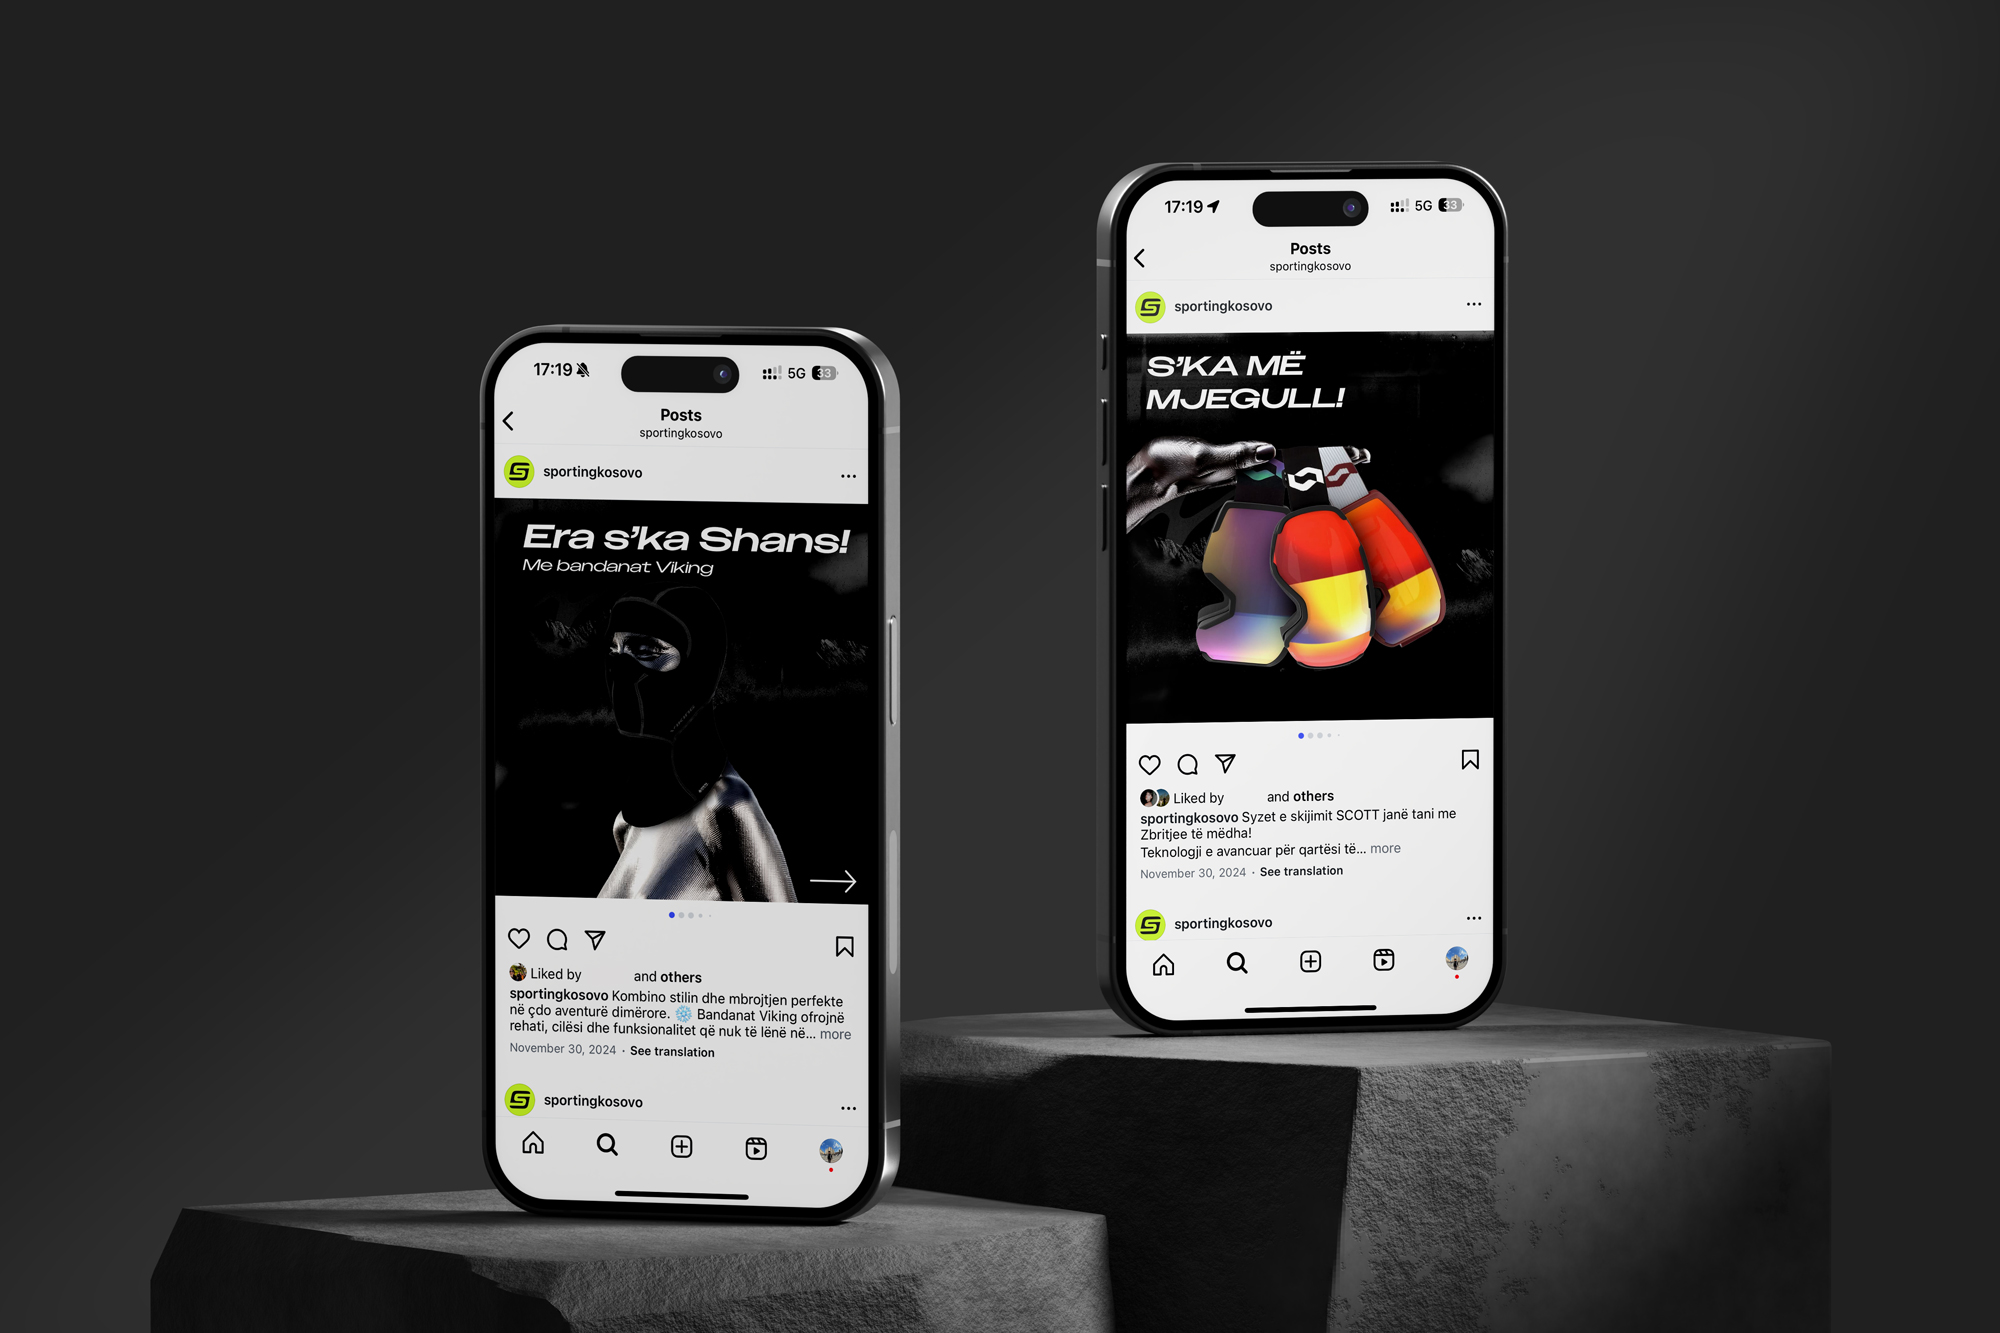 17:19
5G 33
Posts
sportingkosovo
sportingkosovo
Era s'ka Shans!
Me bandanat Viking
Liked by and others
sportingkosovo Kombino stilin dhe mbrojtjen perfekte
në çdo aventurë dimërore. ❄️ Bandanat Viking ofrojnë
rehati, cilësi dhe funksionalitet që nuk të lënë në... more
November 30, 2024 · See translation
sportingkosovo
17:19
5G 33
Posts
sportingkosovo
sportingkosovo
S'KA MË
MJEGULL!
Liked by and others
sportingkosovo Syzet e skijimit SCOTT janë tani me
Zbritjee të mëdha!
Teknologji e avancuar për qartësi të... more
November 30, 2024 · See translation
sportingkosovo